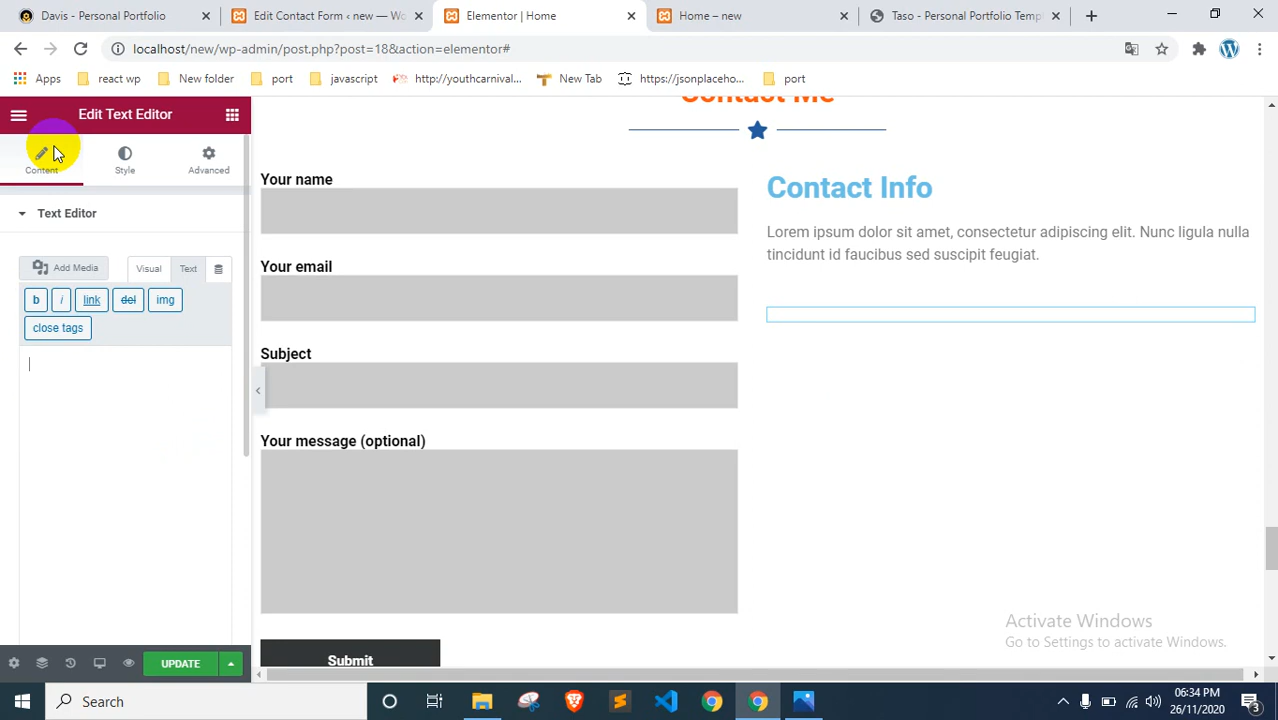 Davis - Personal Portfolio
Edit Contact Form ‹ new — Wo
Elementor | Home
Home – new
Taso - Personal Portfolio Temp
localhost/new/wp-admin/post.php?post=18&action=elementor#
Apps
react wp
New folder
port
javascript
http://youthcarnival...
New Tab
https://jsonplaceho...
port
Edit Text Editor
Content
Style
Advanced
Text Editor
Add Media
Visual
Text
b
i
link
del
img
close tags
UPDATE
Contact Me
Your name
Your email
Subject
Your message (optional)
Submit
Contact Info
Lorem ipsum dolor sit amet, consectetur adipiscing elit. Nunc ligula nulla
tincidunt id faucibus sed suscipit feugiat.
Activate Windows
Go to Settings to activate Windows.
Search
06:34 PM
26/11/2020
3